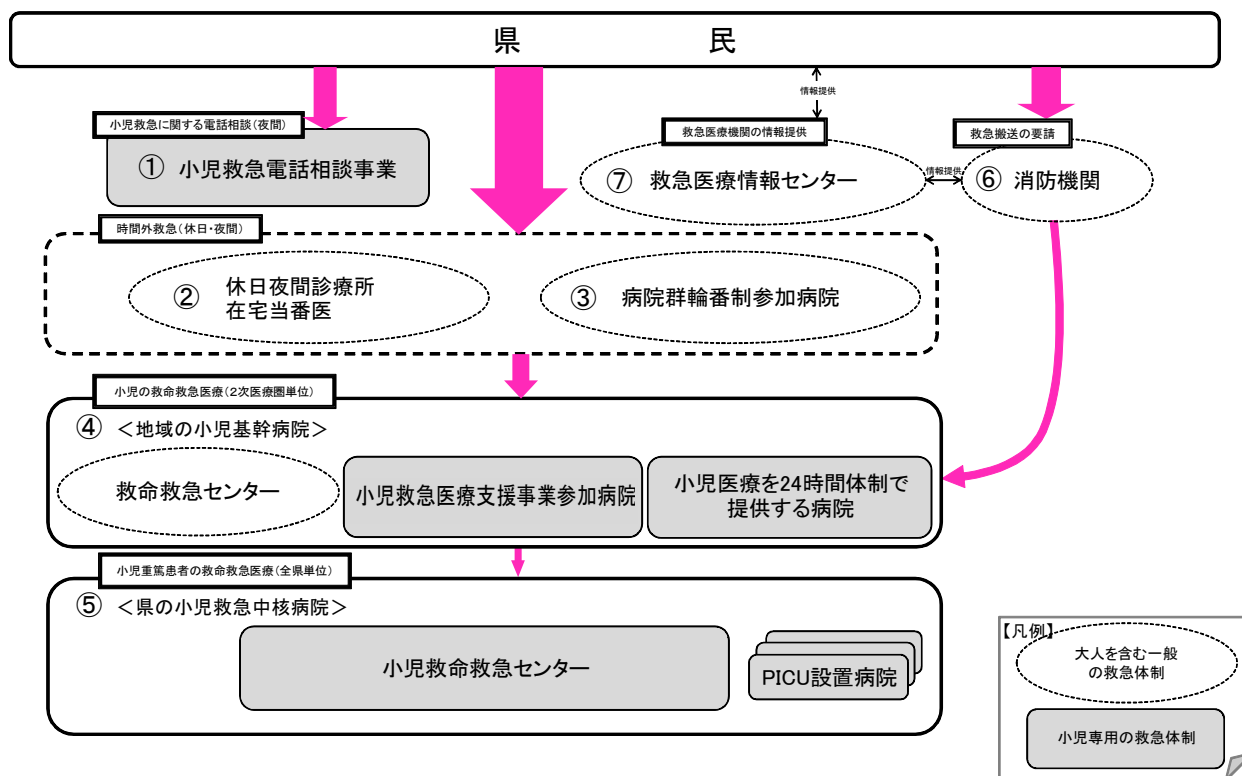 県　　　民
小児救急に関する電話相談（夜間）
① 小児救急電話相談事業
情報提供
救急医療機関の情報提供
⑦ 救急医療情報センター
情報提供
救急搬送の要請
⑥ 消防機関
時間外救急（休日・夜間）
② 休日夜間診療所
在宅当番医
③ 病院群輪番制参加病院
小児の救命救急医療（2次医療圏単位）
④ ＜地域の小児基幹病院＞
救命救急センター
小児救急医療支援事業参加病院
小児医療を24時間体制で
提供する病院
小児重篤患者の救命救急医療（全県単位）
⑤ ＜県の小児救急中核病院＞
小児救命救急センター
PICU設置病院
【凡例】
大人を含む一般
の救急体制
小児専用の救急体制